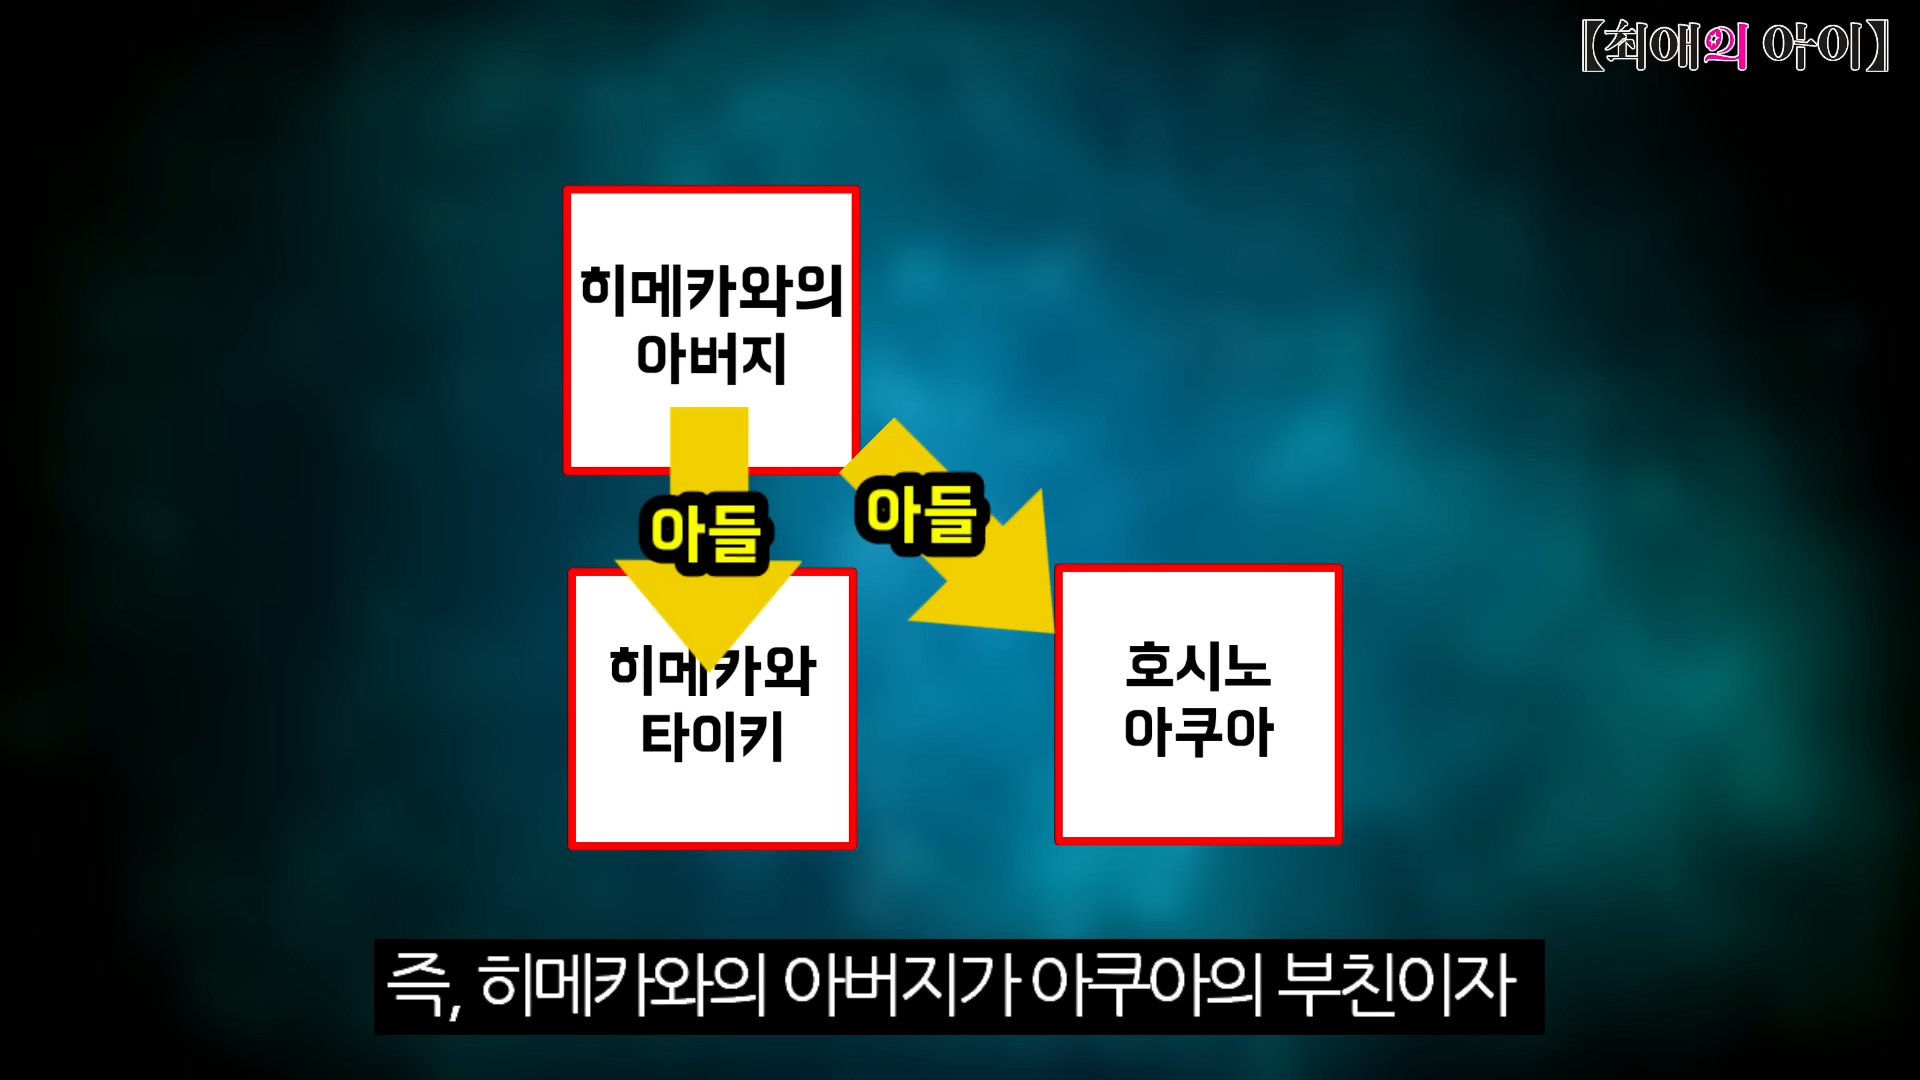 【최애의 아이】
히메카와의
아버지
아들
아들
히메카와
타이키
호시노
아쿠아
즉, 히메카와의 아버지가 아쿠아의 부친이자